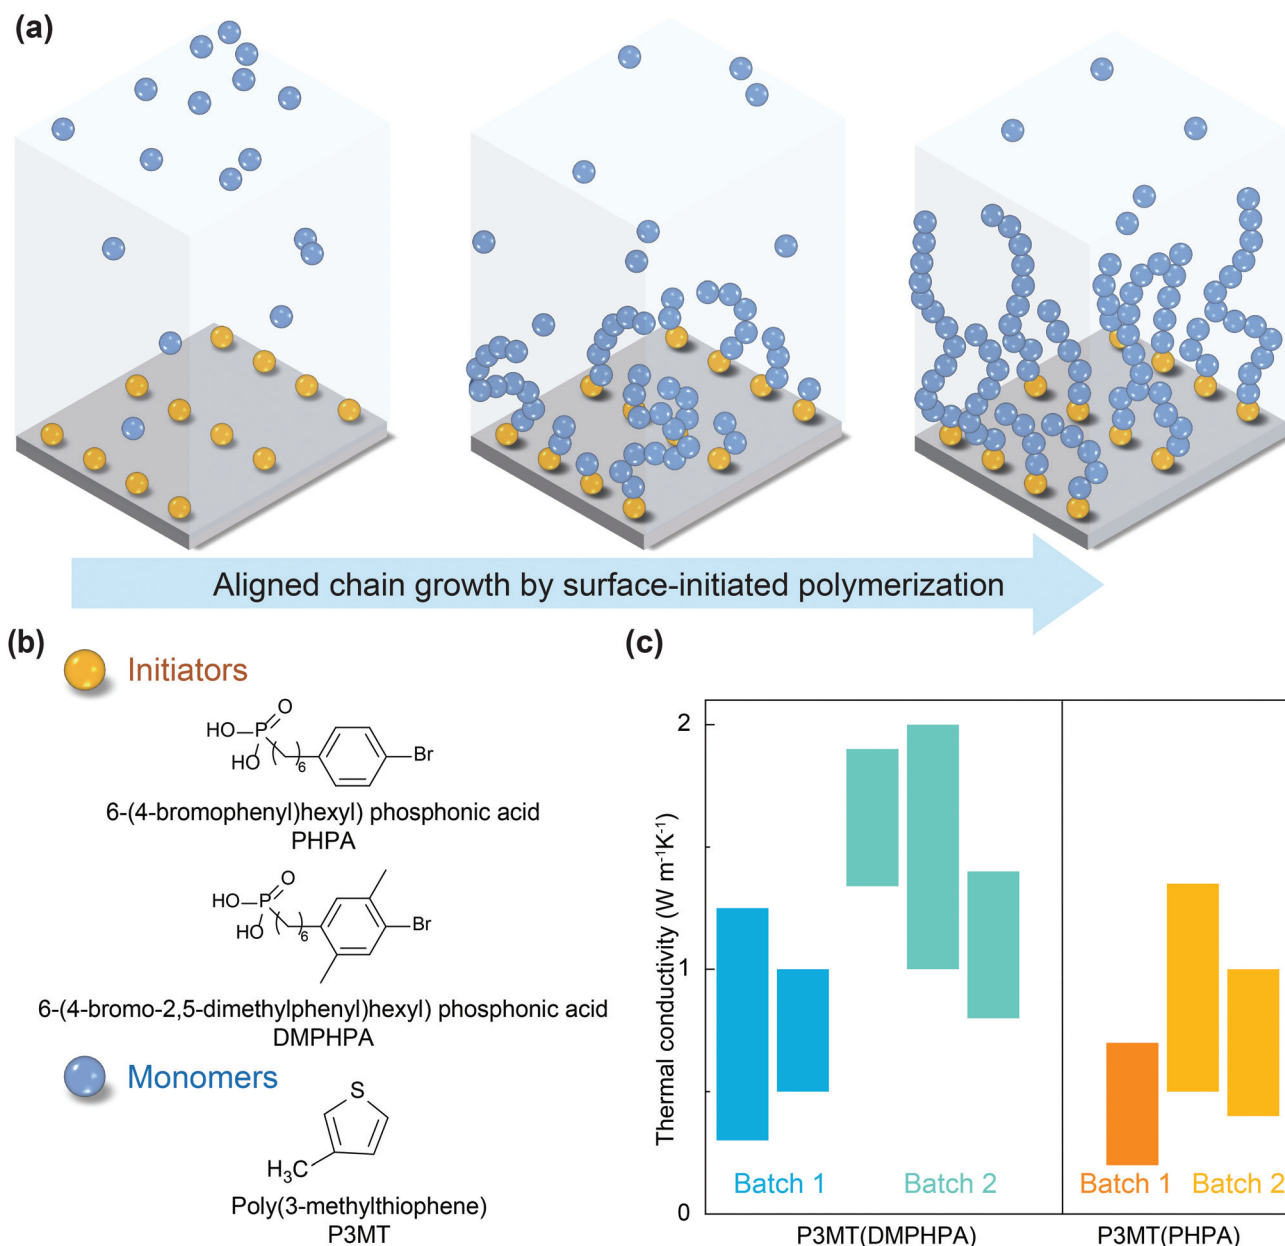 (a)
Aligned chain growth by surface-initiated polymerization
(b)
Initiators
HO
P
O
HO
6
Br
6-(4-bromophenyl)hexyl) phosphonic acid
PHPA
HO
P
O
HO
6
Br
6-(4-bromo-2,5-dimethylphenyl)hexyl) phosphonic acid
DMPHPA
Monomers
S
H₃C
Poly(3-methylthiophene)
P3MT
(c)
Thermal conductivity (W m⁻¹K⁻¹)
2
1
0
Batch 1
Batch 2
Batch 1
Batch 2
P3MT(DMPHPA)
P3MT(PHPA)